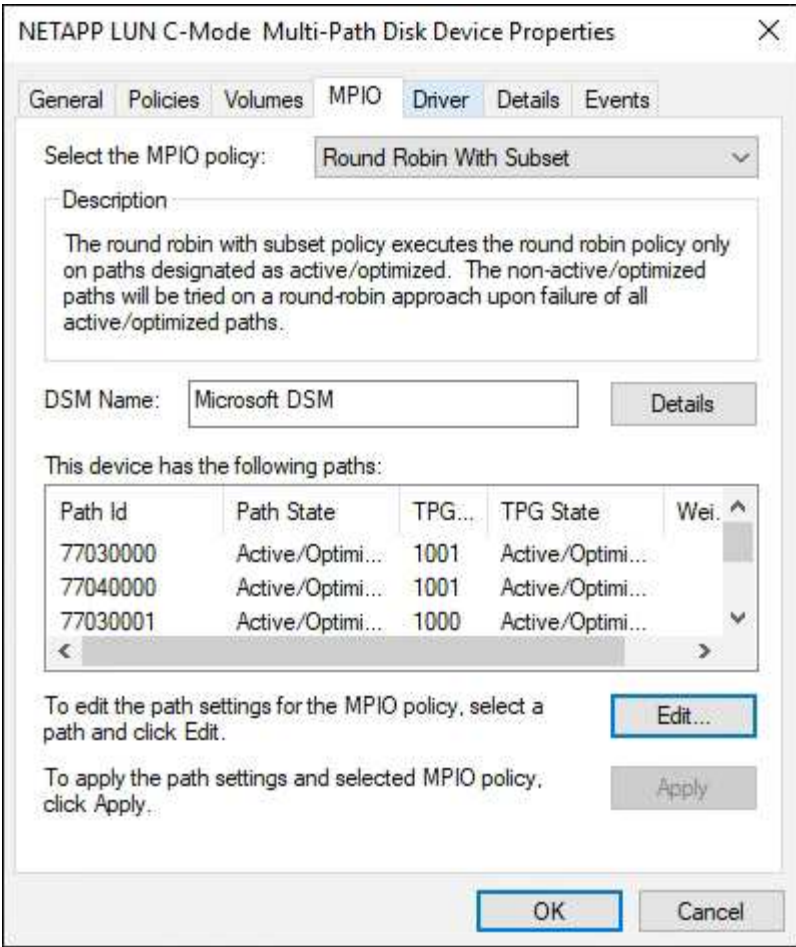 NETAPP LUN C-Mode  Multi-Path Disk Device Properties
General Policies Volumes MPIO Driver Details Events
Select the MPIO policy: Round Robin With Subset
Description
The round robin with subset policy executes the round robin policy only
on paths designated as active/optimized.  The non-active/optimized
paths will be tried on a round-robin approach upon failure of all
active/optimized paths.
DSM Name: Microsoft DSM Details
This device has the following paths:
Path Id Path State TPG... TPG State Wei.
77030000 Active/Optimi... 1001 Active/Optimi...
77040000 Active/Optimi... 1001 Active/Optimi...
77030001 Active/Optimi... 1000 Active/Optimi...
To edit the path settings for the MPIO policy, select a
path and click Edit.
Edit...
To apply the path settings and selected MPIO policy,
click Apply.
Apply
OK Cancel